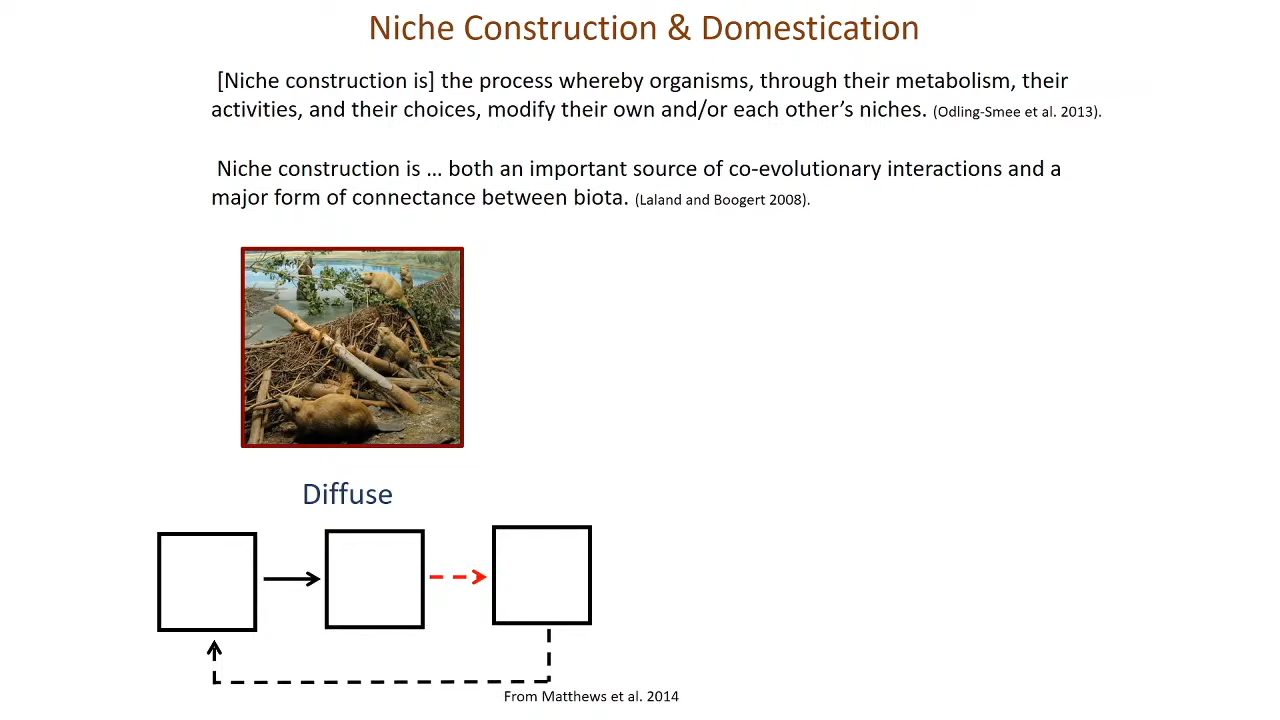 Niche Construction & Domestication
[Niche construction is] the process whereby organisms, through their metabolism, their
activities, and their choices, modify their own and/or each other’s niches. (Odling-Smee et al. 2013).
Niche construction is … both an important source of co-evolutionary interactions and a
major form of connectance between biota. (Laland and Boogert 2008).
Diffuse
From Matthews et al. 2014